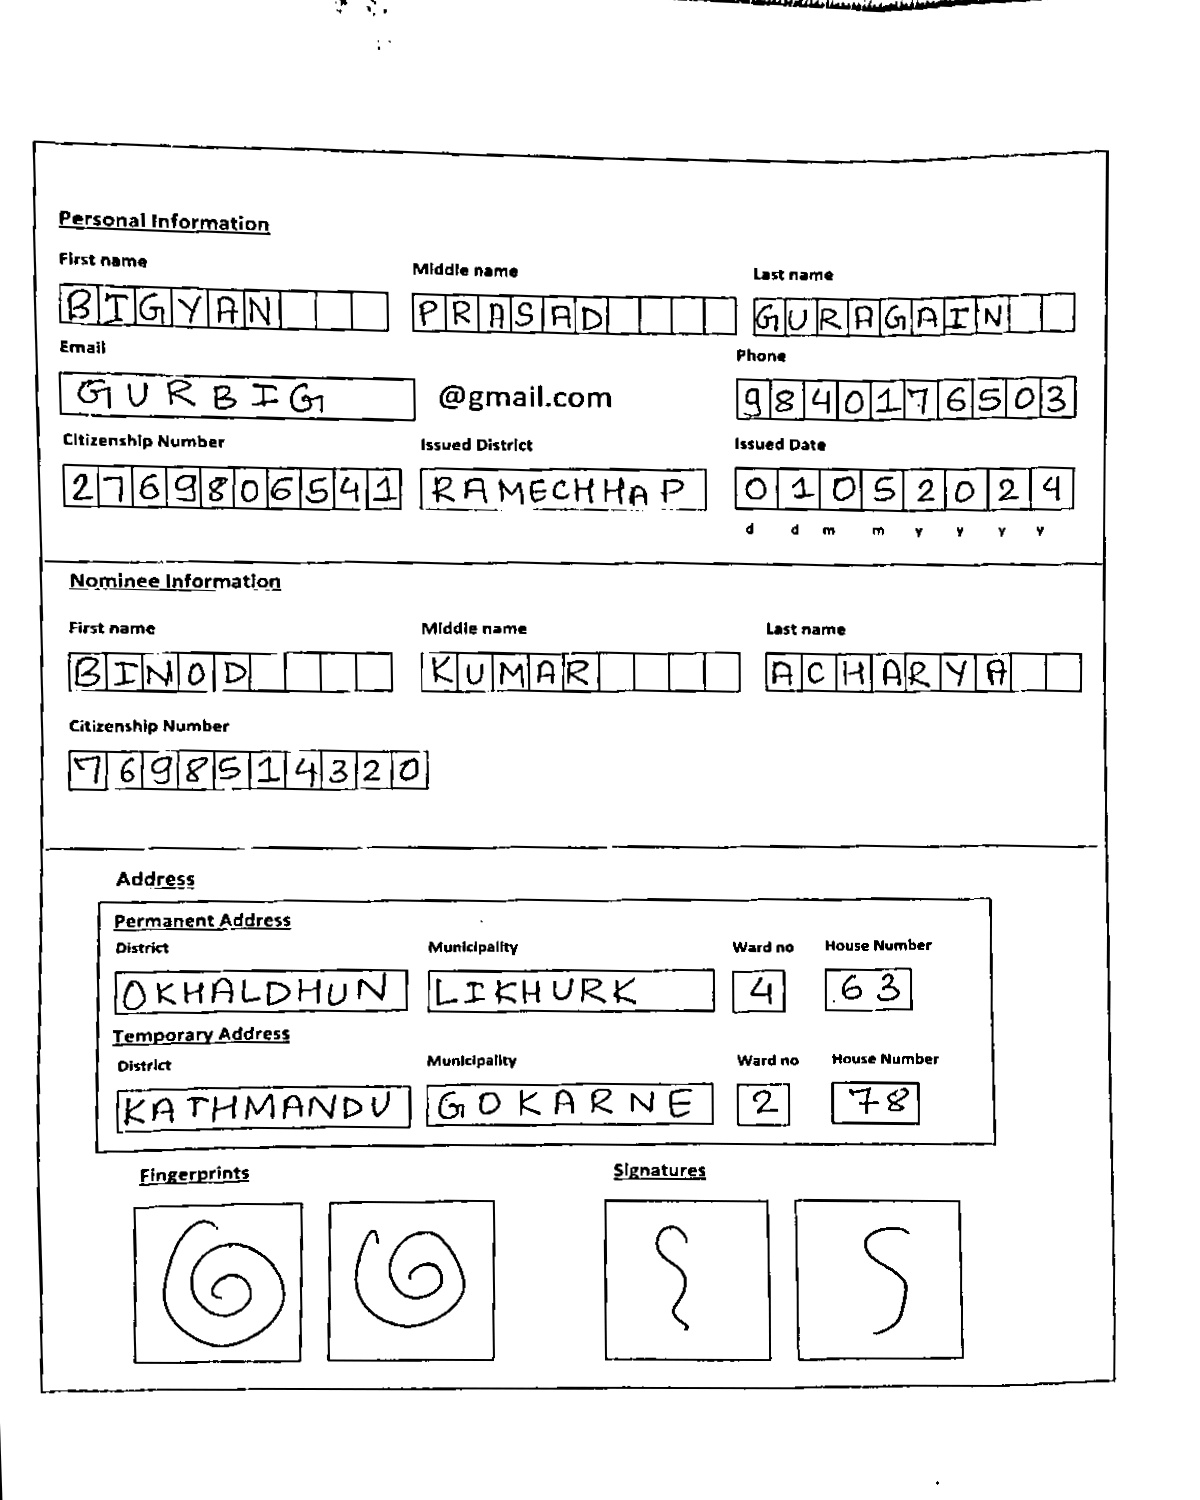 Personal Information
First name Middle name Last name
BIGYAN PRASAD GURAGAIN
Email Phone
GURBIG @gmail.com 9840176503
Citizenship Number Issued District Issued Date
2769806541 RAMECHHAP 01052024
d d m m y y y y
Nominee Information
First name Middle name Last name
BINOD KUMAR ACHARYA
Citizenship Number
7698514320
Address
Permanent Address
District Municipality Ward no House Number
OKHALDHUN LIKHURK 4 63
Temporary Address
District Municipality Ward no House Number
KATHMANDU GOKARNE 2 78
Fingerprints Signatures